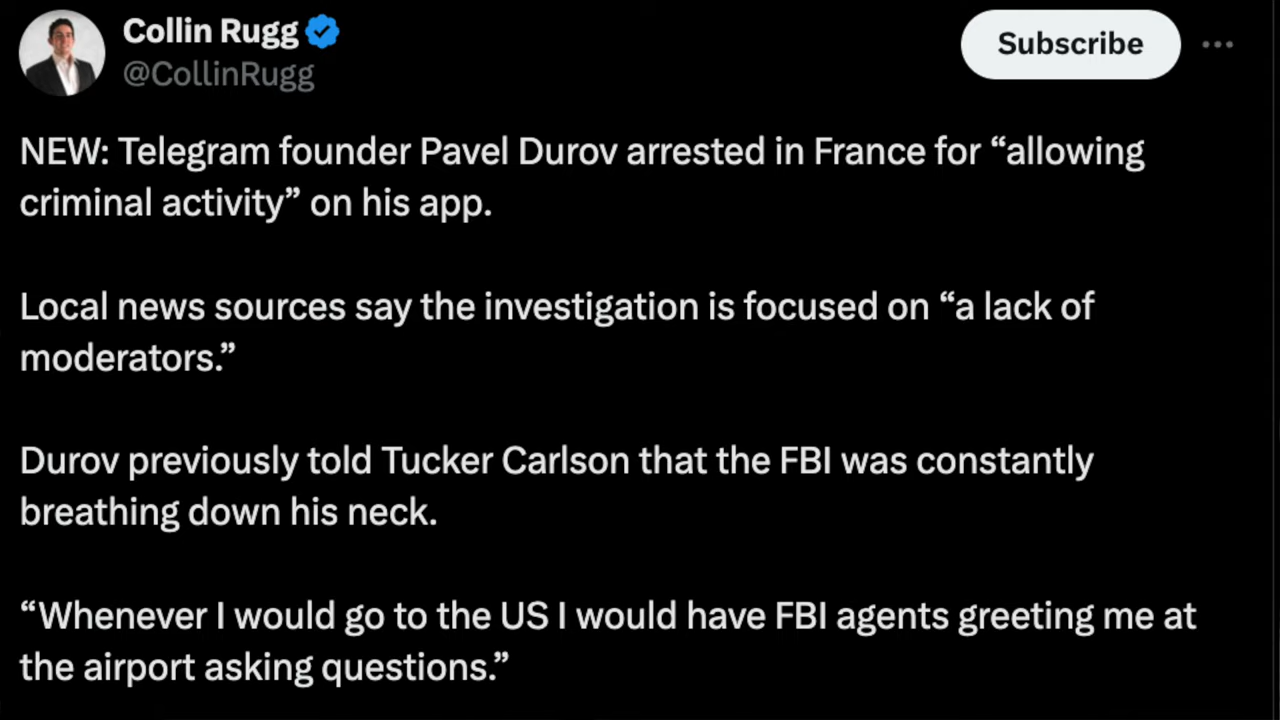 Collin Rugg
@CollinRugg
Subscribe
NEW: Telegram founder Pavel Durov arrested in France for “allowing
criminal activity” on his app.
Local news sources say the investigation is focused on “a lack of
moderators.”
Durov previously told Tucker Carlson that the FBI was constantly
breathing down his neck.
“Whenever I would go to the US I would have FBI agents greeting me at
the airport asking questions.”